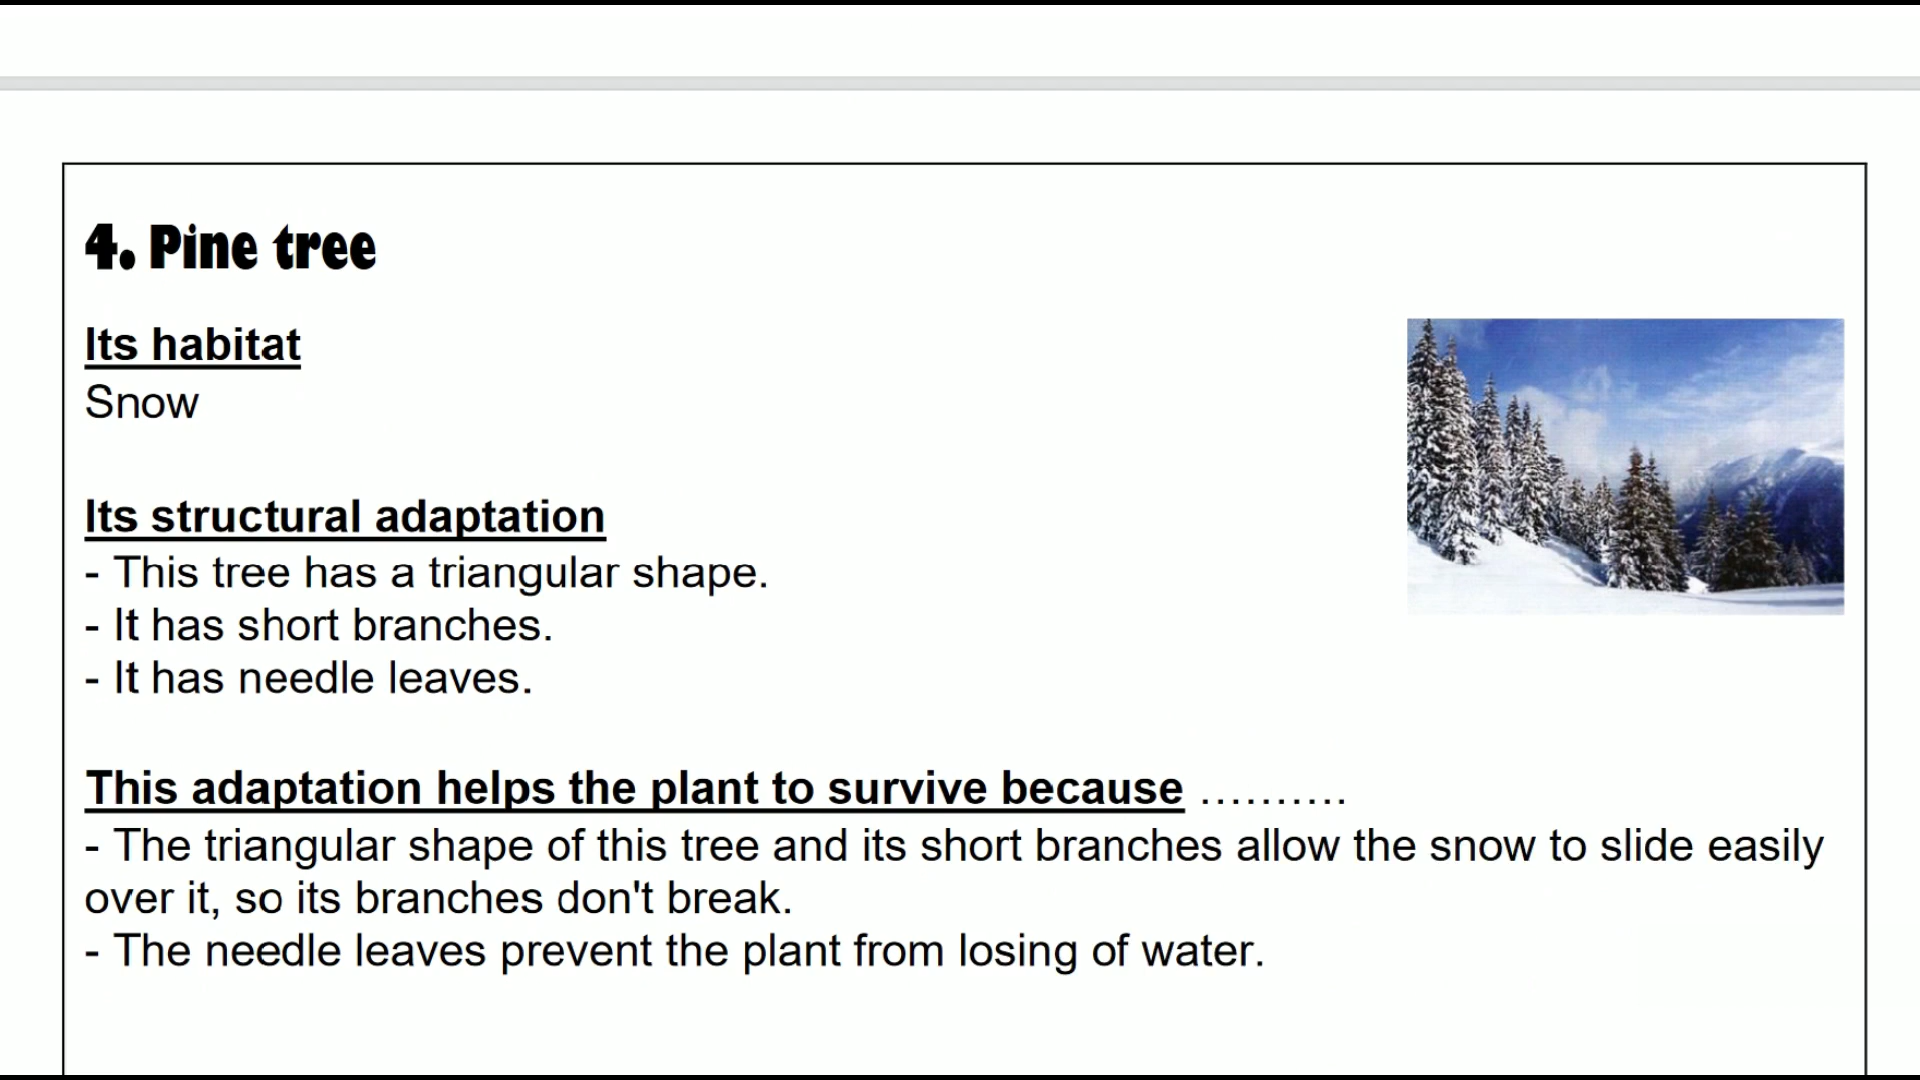 4. Pine tree
Its habitat
Snow
Its structural adaptation
- This tree has a triangular shape.
- It has short branches.
- It has needle leaves.
This adaptation helps the plant to survive because ..........
- The triangular shape of this tree and its short branches allow the snow to slide easily
over it, so its branches don't break.
- The needle leaves prevent the plant from losing of water.